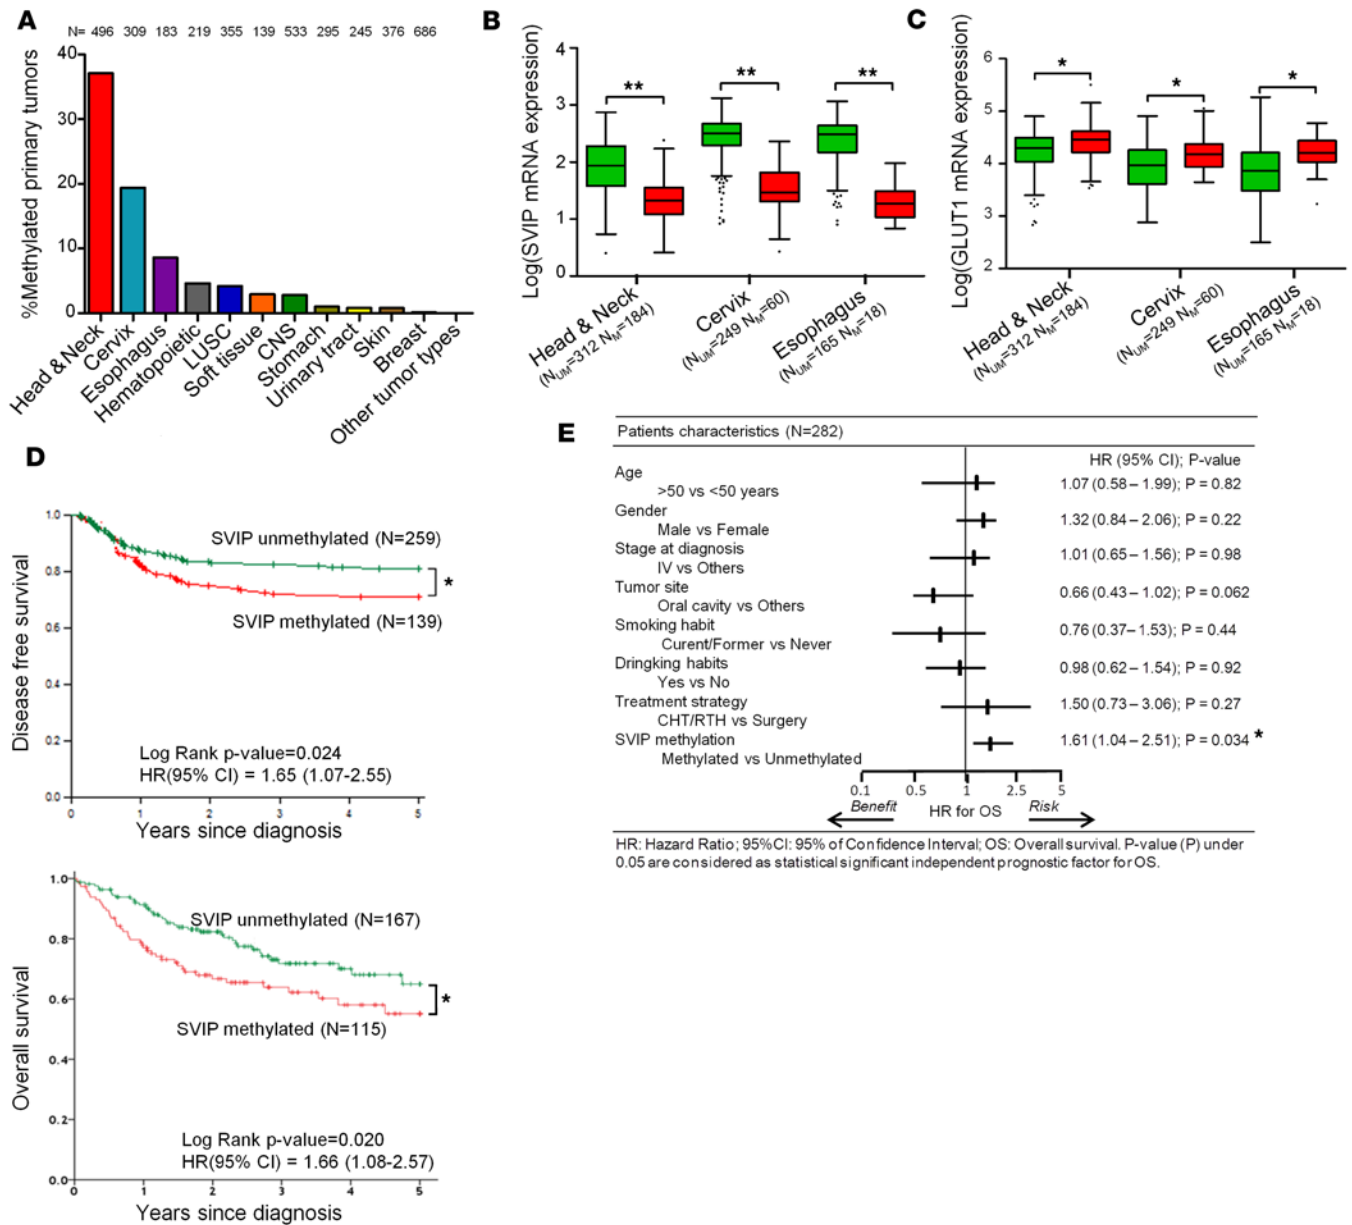 A
N= 496 309 183 219 355 139 533 295 245 376 686
%Methylated primary tumors
40
30
20
10
0
Head & Neck
Cervix
Esophagus
Hematopoietic
LUSC
Soft tissue
CNS
Stomach
Urinary tract
Skin
Breast
Other tumor types
B
Log(SVIP mRNA expression)
4
3
2
1
0
**
**
**
Head & Neck
(NUM=312 NM=184)
Cervix
(NUM=249 NM=60)
Esophagus
(NUM=165 NM=18)
C
Log(GLUT1 mRNA expression)
6
5
4
3
2
*
*
*
Head & Neck
(NUM=312 NM=184)
Cervix
(NUM=249 NM=60)
Esophagus
(NUM=165 NM=18)
D
Disease free survival
1.0
0.8
0.6
0.4
0.2
0.0
SVIP unmethylated (N=259)
*
SVIP methylated (N=139)
Log Rank p-value=0.024
HR(95% CI) = 1.65 (1.07-2.55)
0 1 2 3 4 5
Years since diagnosis
Overall survival
1.0
0.8
0.6
0.4
0.2
0.0
SVIP unmethylated (N=167)
*
SVIP methylated (N=115)
Log Rank p-value=0.020
HR(95% CI) = 1.66 (1.08-2.57)
0 1 2 3 4 5
Years since diagnosis
E
Patients characteristics (N=282)
HR (95% CI); P-value
Age
>50 vs <50 years 1.07 (0.58 – 1.99); P = 0.82
Gender
Male vs Female 1.32 (0.84 – 2.06); P = 0.22
Stage at diagnosis
IV vs Others 1.01 (0.65 – 1.56); P = 0.98
Tumor site
Oral cavity vs Others 0.66 (0.43 – 1.02); P = 0.062
Smoking habit
Curent/Former vs Never 0.76 (0.37– 1.53); P = 0.44
Dringking habits
Yes vs No 0.98 (0.62 – 1.54); P = 0.92
Treatment strategy
CHT/RTH vs Surgery 1.50 (0.73 – 3.06); P = 0.27
SVIP methylation
Methylated vs Unmethylated 1.61 (1.04 – 2.51); P = 0.034 *
0.1 0.5 1 2.5 5
Benefit HR for OS Risk
HR: Hazard Ratio; 95%CI: 95% of Confidence Interval; OS: Overall survival. P-value (P) under
0.05 are considered as statistical significant independent prognostic factor for OS.